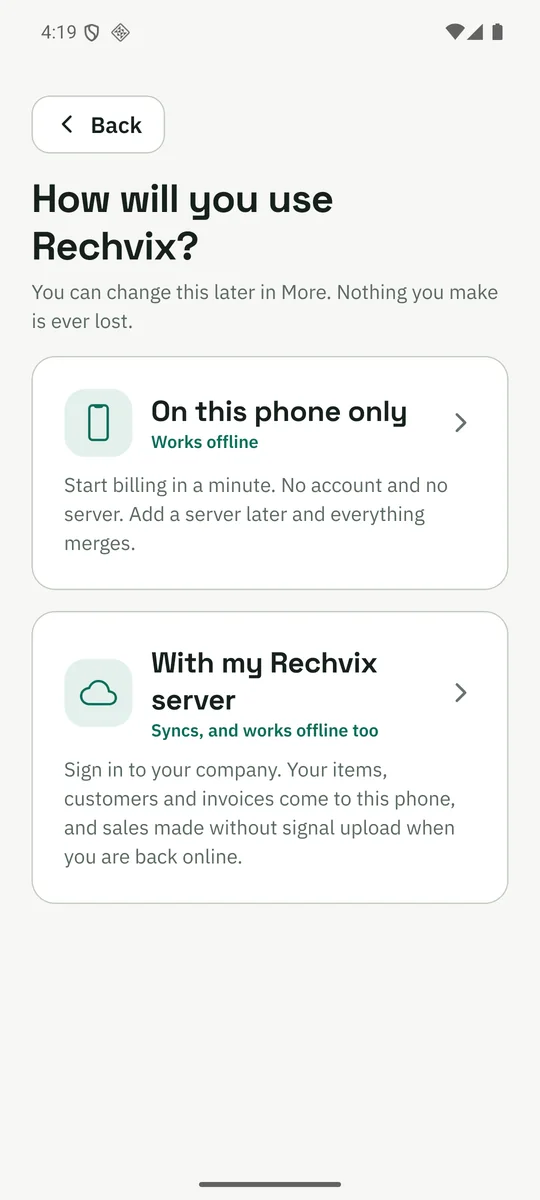 4:19
Back
How will you use
Rechvix?
You can change this later in More. Nothing you make
is ever lost.
On this phone only
Works offline
Start billing in a minute. No account and no
server. Add a server later and everything
merges.
With my Rechvix
server
Syncs, and works offline too
Sign in to your company. Your items,
customers and invoices come to this phone,
and sales made without signal upload when
you are back online.